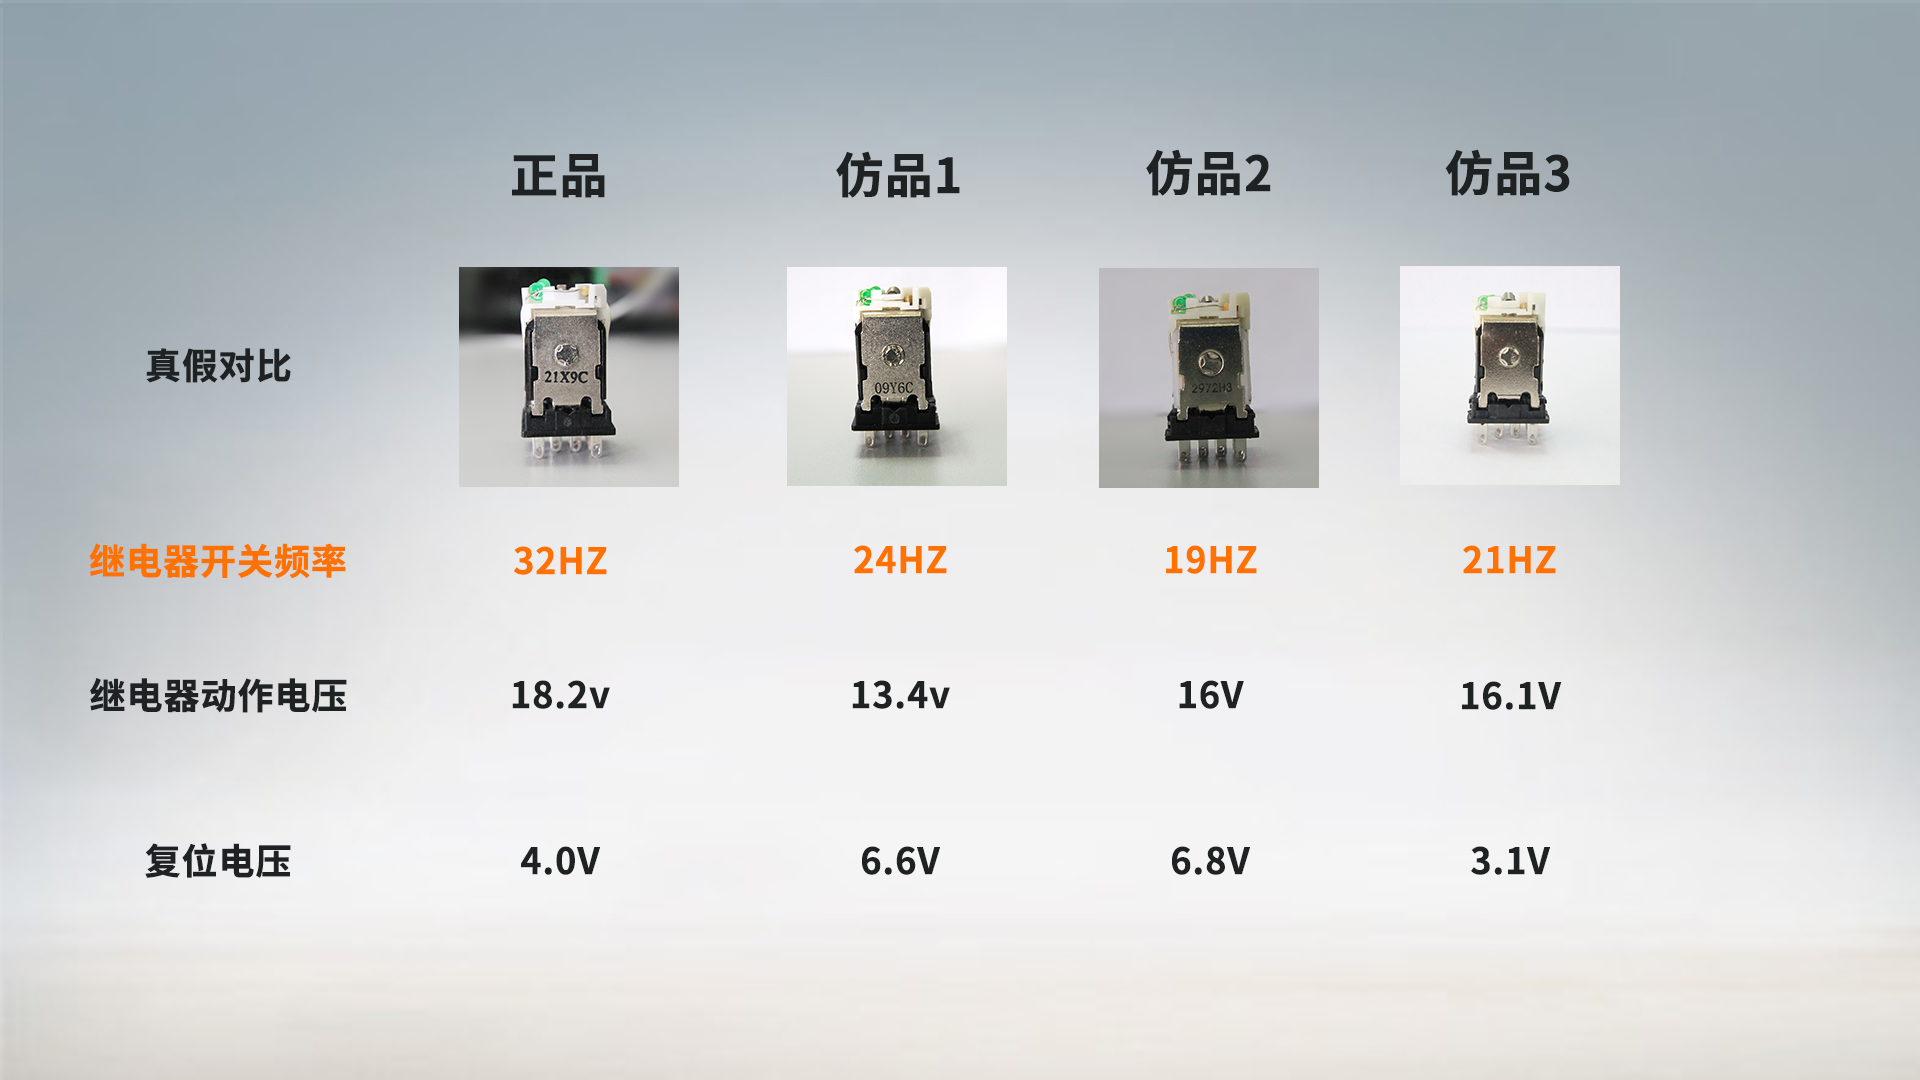 正品 仿品1 仿品2 仿品3
真假对比
21X9C 09Y6C 2972H3
继电器开关频率 32HZ 24HZ 19HZ 21HZ
继电器动作电压 18.2v 13.4v 16V 16.1V
复位电压 4.0V 6.6V 6.8V 3.1V